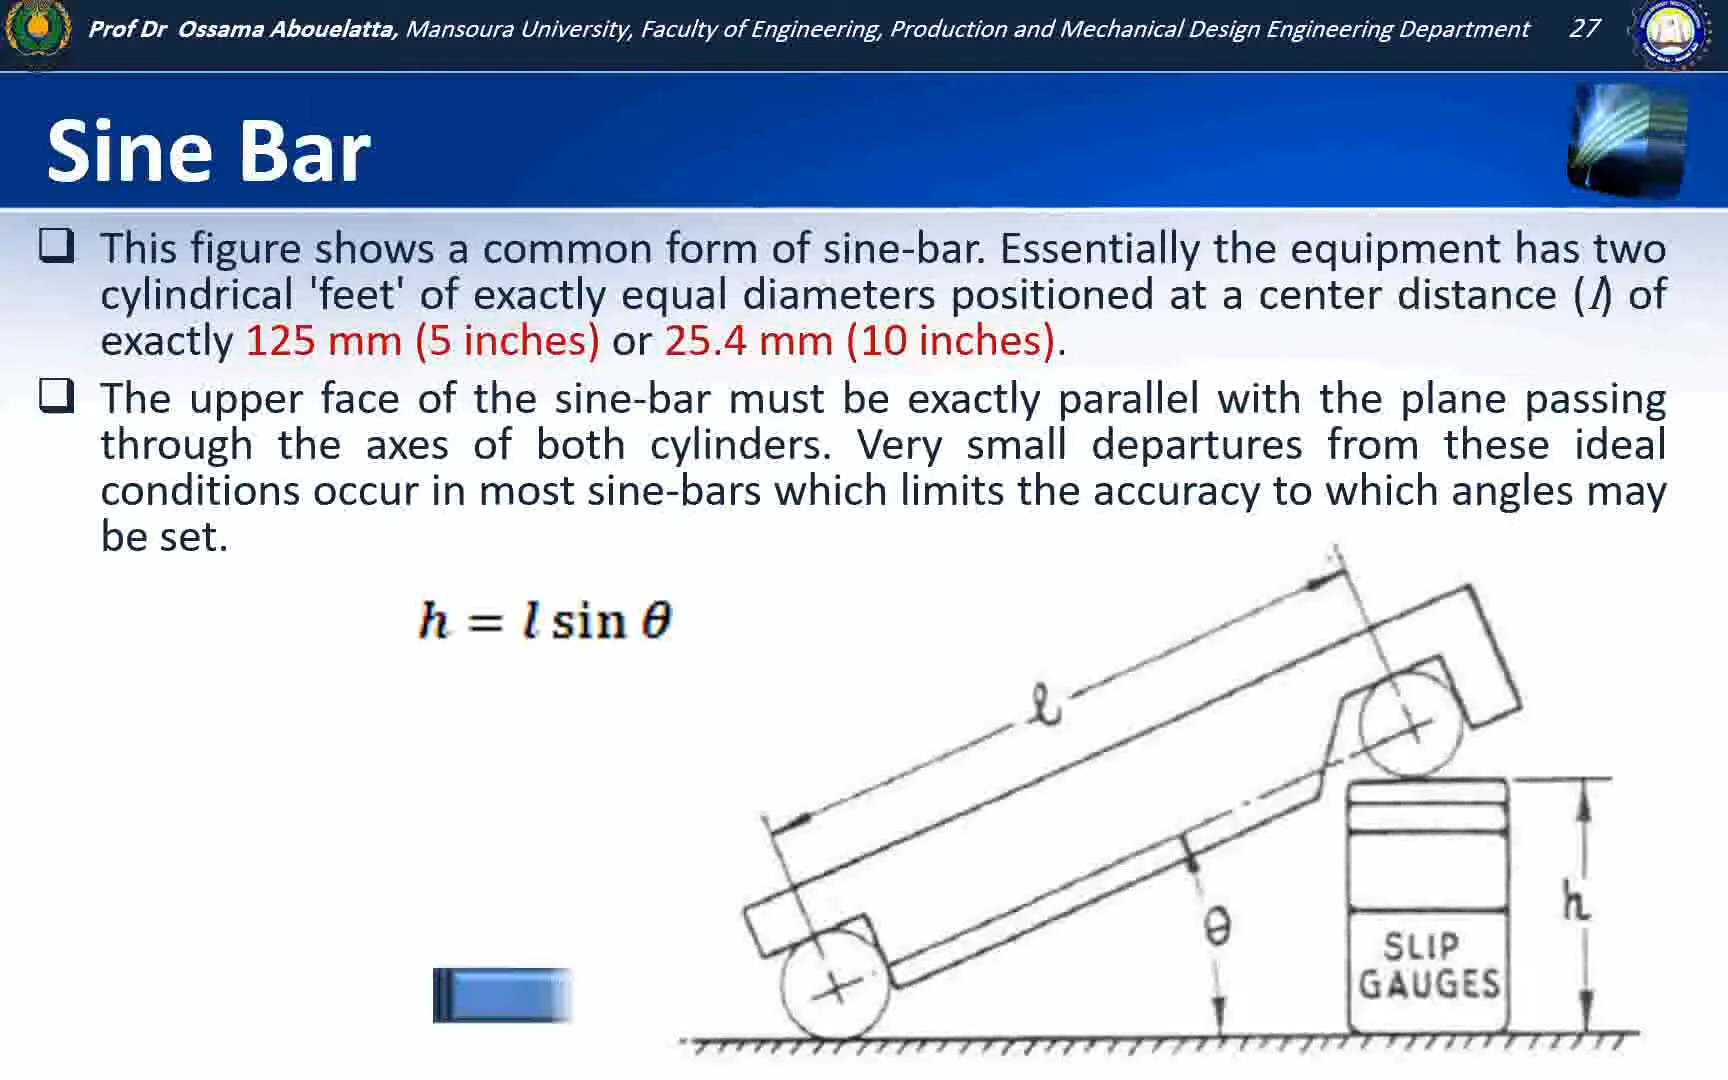 Prof Dr Ossama Abouelatta, Mansoura University, Faculty of Engineering, Production and Mechanical Design Engineering Department 27
Sine Bar
❑ This figure shows a common form of sine-bar. Essentially the equipment has two
cylindrical 'feet' of exactly equal diameters positioned at a center distance (l) of
exactly 125 mm (5 inches) or 25.4 mm (10 inches).
❑ The upper face of the sine-bar must be exactly parallel with the plane passing
through the axes of both cylinders. Very small departures from these ideal
conditions occur in most sine-bars which limits the accuracy to which angles may
be set.
h = l sin θ
ℓ
θ
h
SLIP
GAUGES